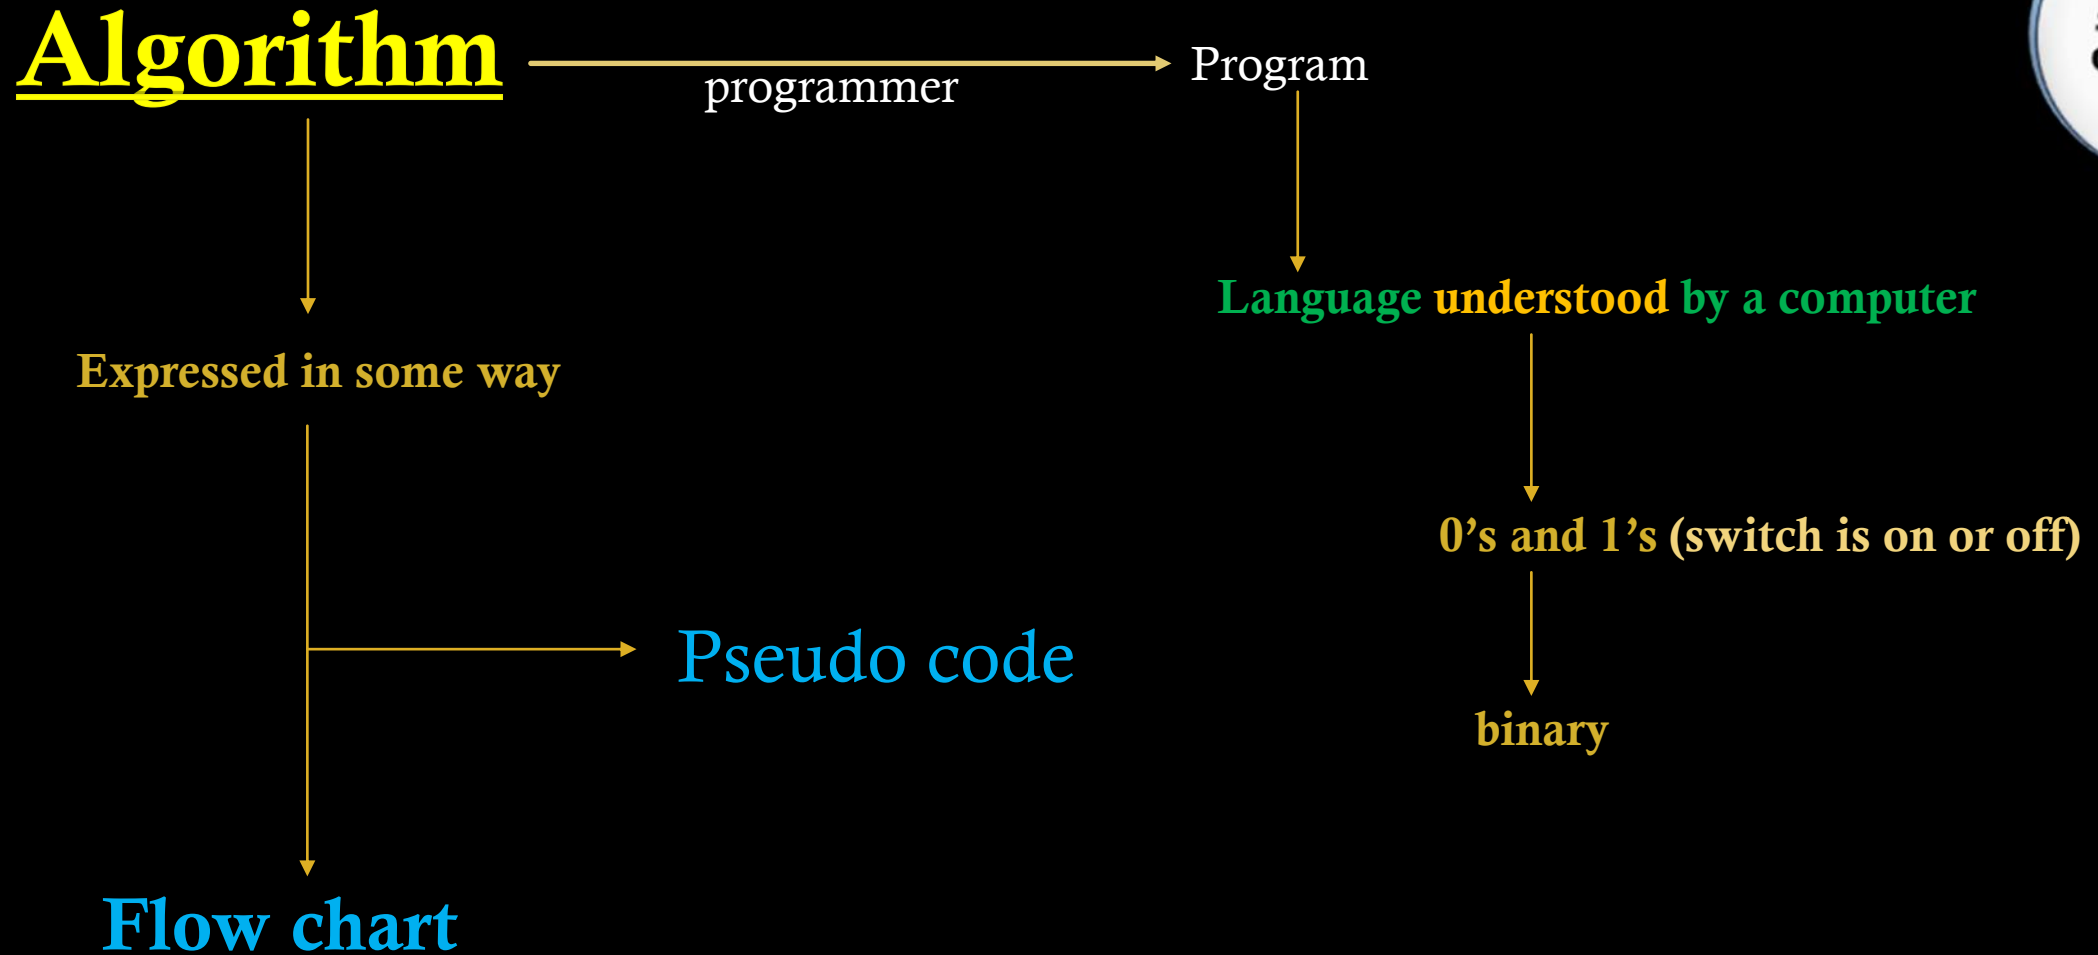 Algorithm
programmer
Program
Language understood by a computer
Expressed in some way
0’s and 1’s (switch is on or off)
Pseudo code
binary
Flow chart